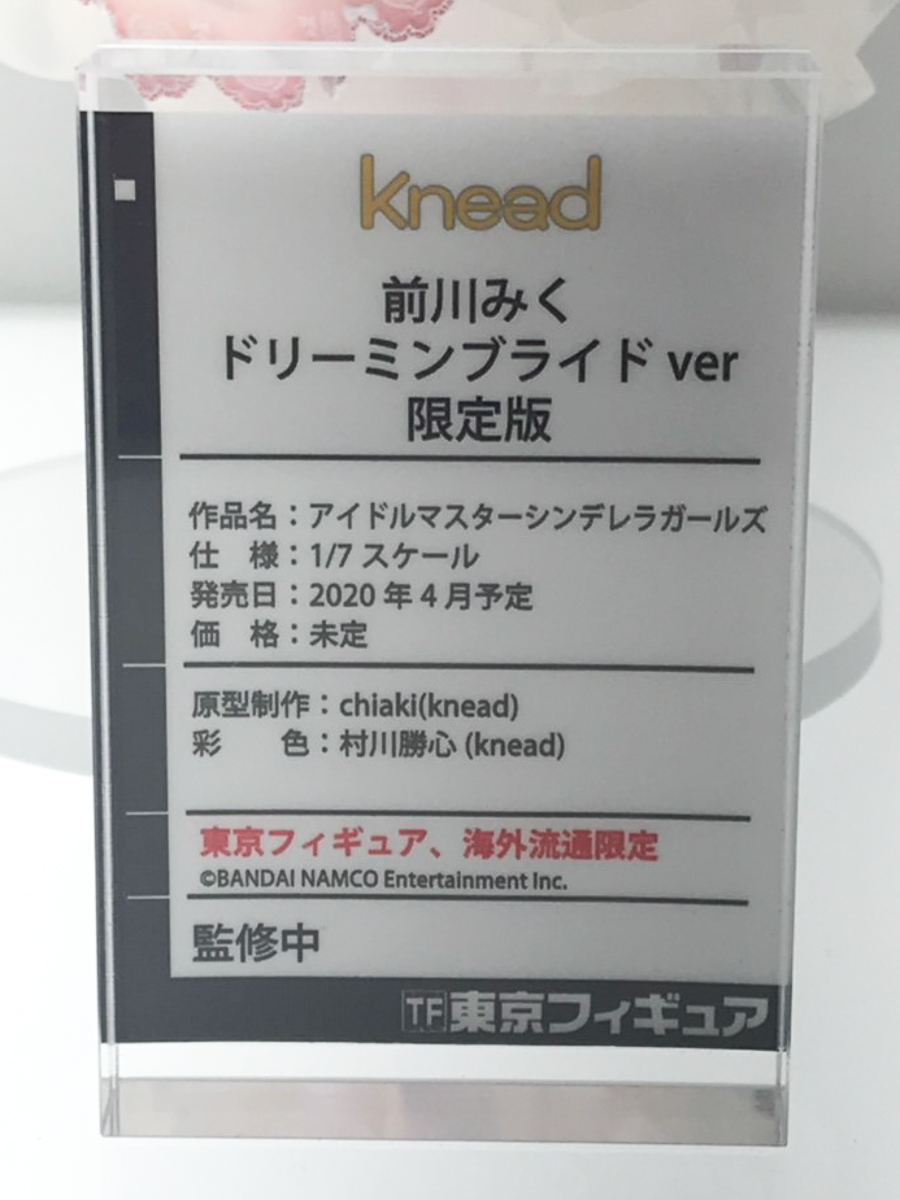 knead
前川みく
ドリーミンブライド ver
限定版
作品名：アイドルマスターシンデレラガールズ
仕　様：1/7 スケール
発売日：2020 年 4 月予定
価　格：未定
原型制作：chiaki(knead)
彩　　色：村川勝心 (knead)
東京フィギュア、海外流通限定
©BANDAI NAMCO Entertainment Inc.
監修中
TF 東京フィギュア